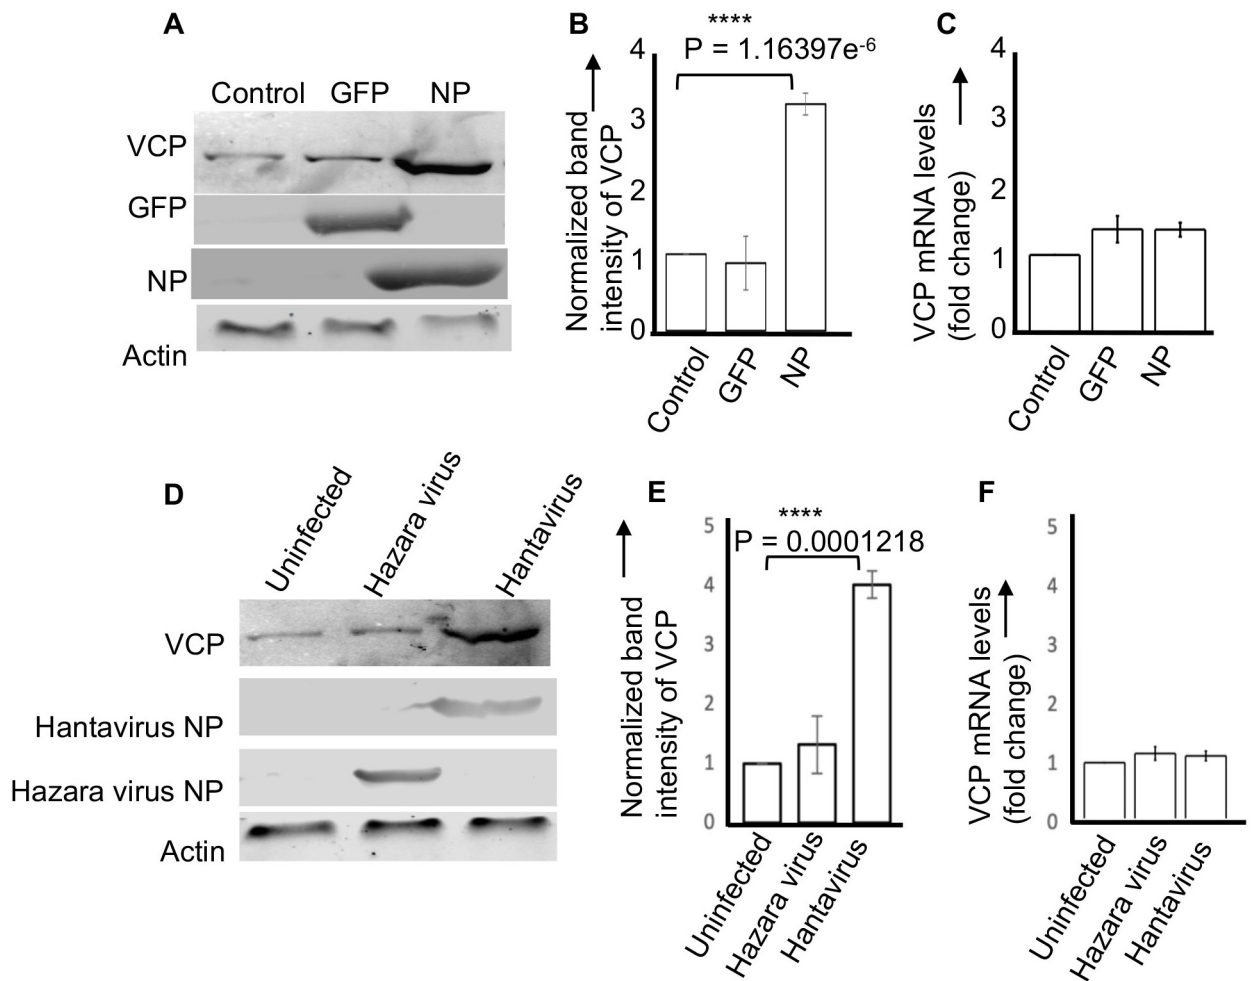 A
Control GFP NP
VCP
GFP
NP
Actin
B
****
P = 1.16397e-6
Normalized band
intensity of VCP
4
3
2
1
0
Control
GFP
NP
C
VCP mRNA levels
(fold change)
4
3
2
1
0
Control
GFP
NP
D
Uninfected
Hazara virus
Hantavirus
VCP
Hantavirus NP
Hazara virus NP
Actin
E
****
P = 0.0001218
Normalized band
intensity of VCP
5
4
3
2
1
0
Uninfected
Hazara virus
Hantavirus
F
VCP mRNA levels
(fold change)
5
4
3
2
1
0
Uninfected
Hazara virus
Hantavirus